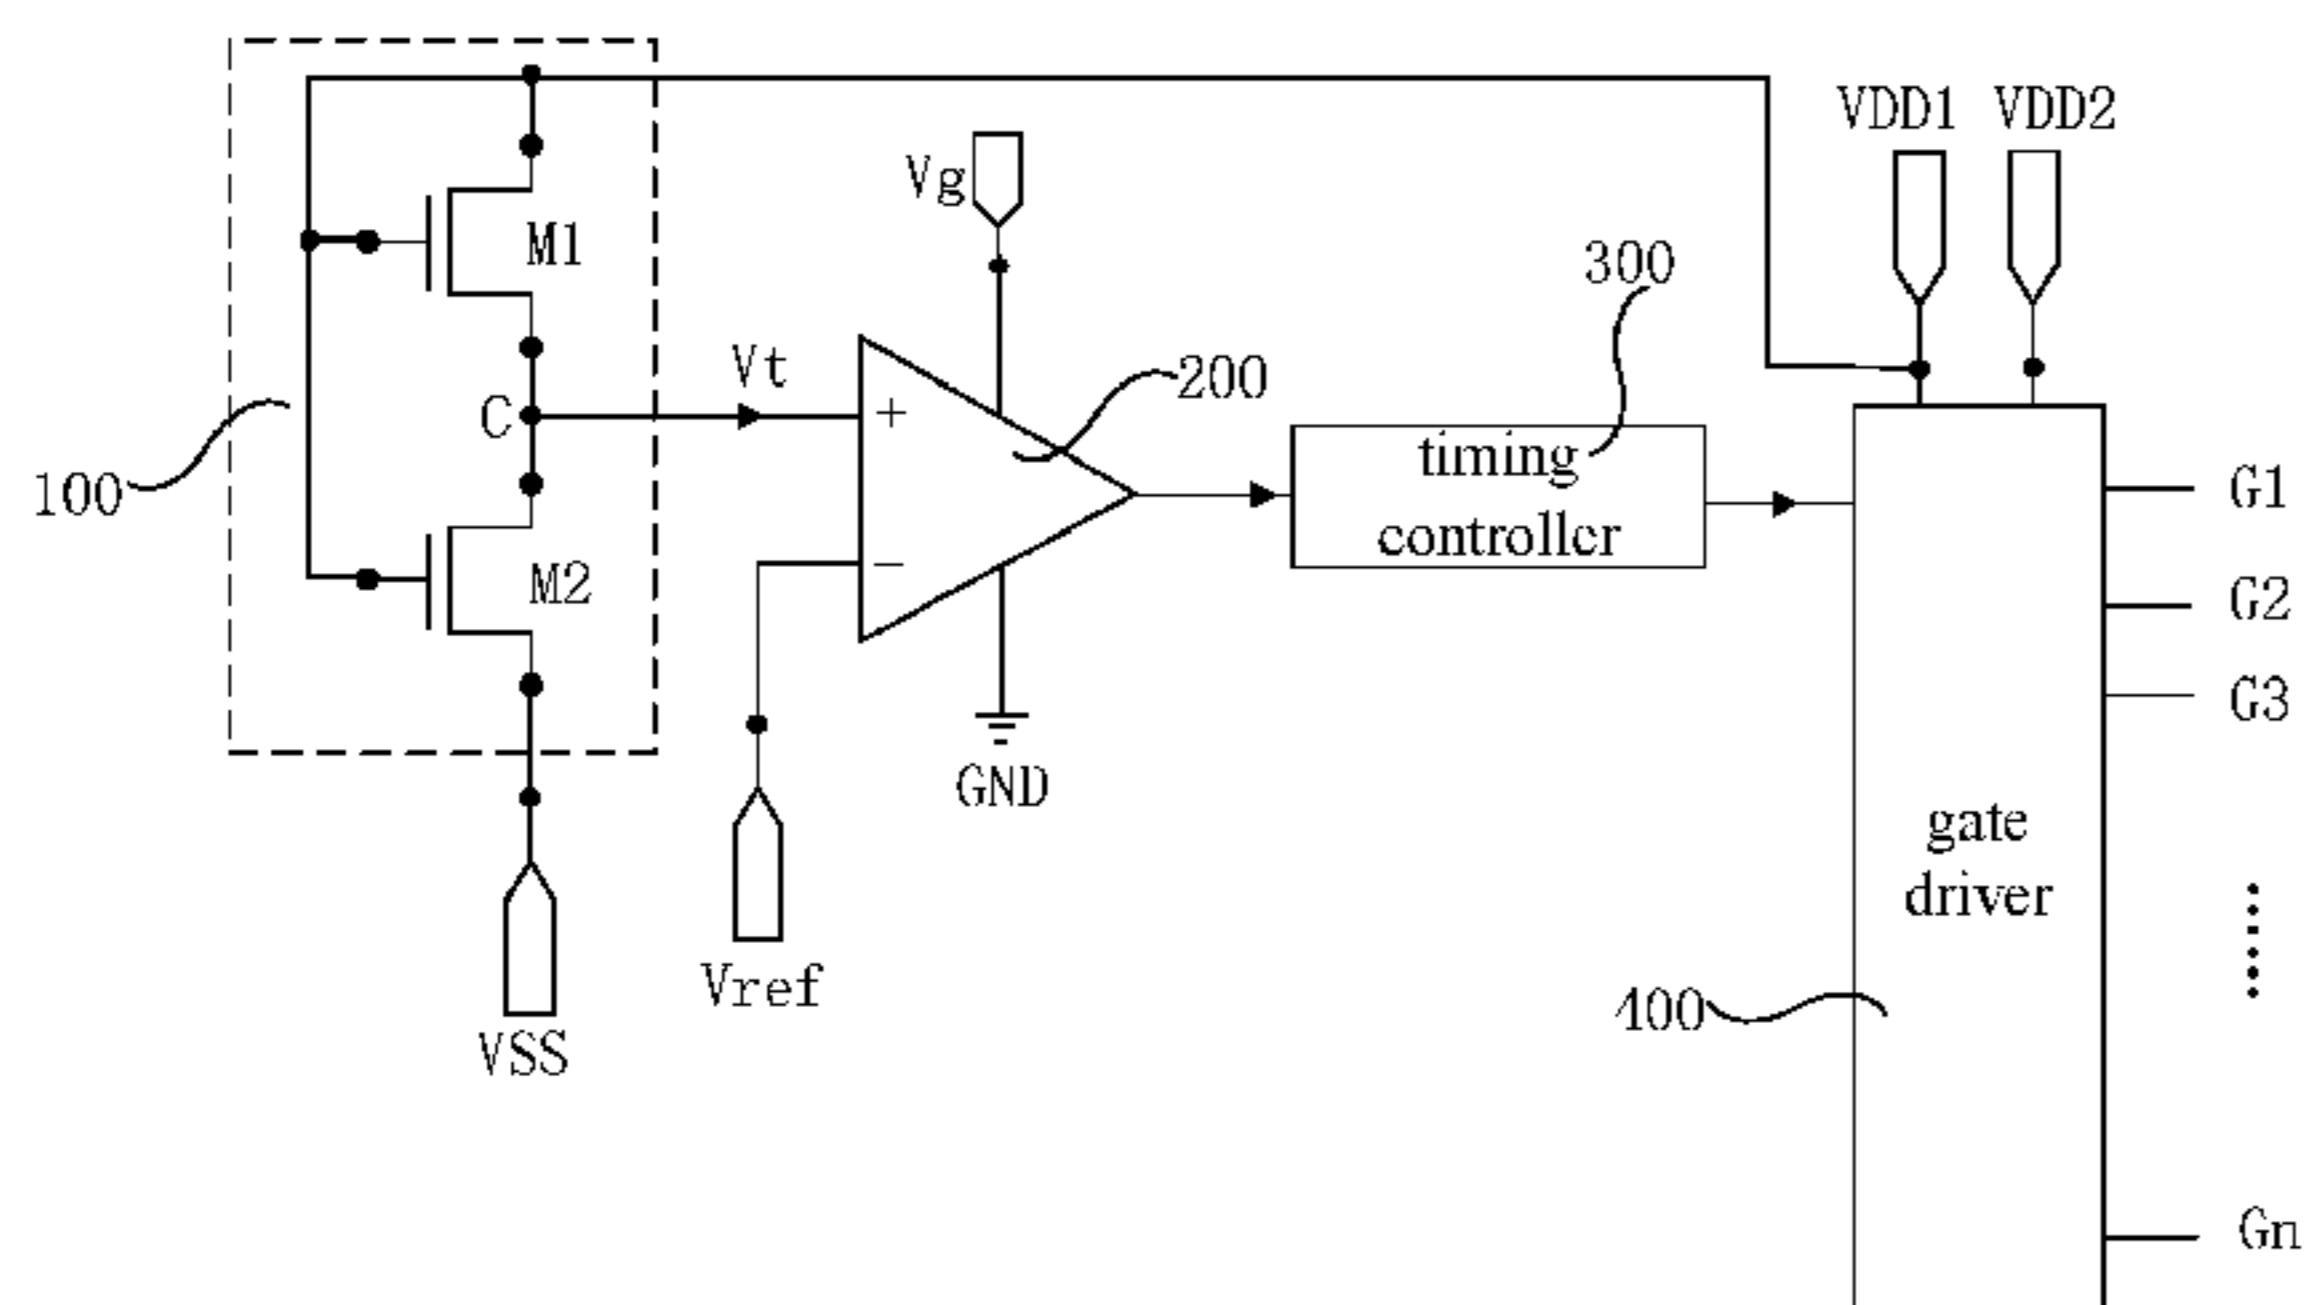 VDD1 VDD2
Vg
M1
300
Vt
200
+
C
timing
controller
100
G1
M2
−
G2
G3
GND
gate
driver
Vref
400
VSS
Gn